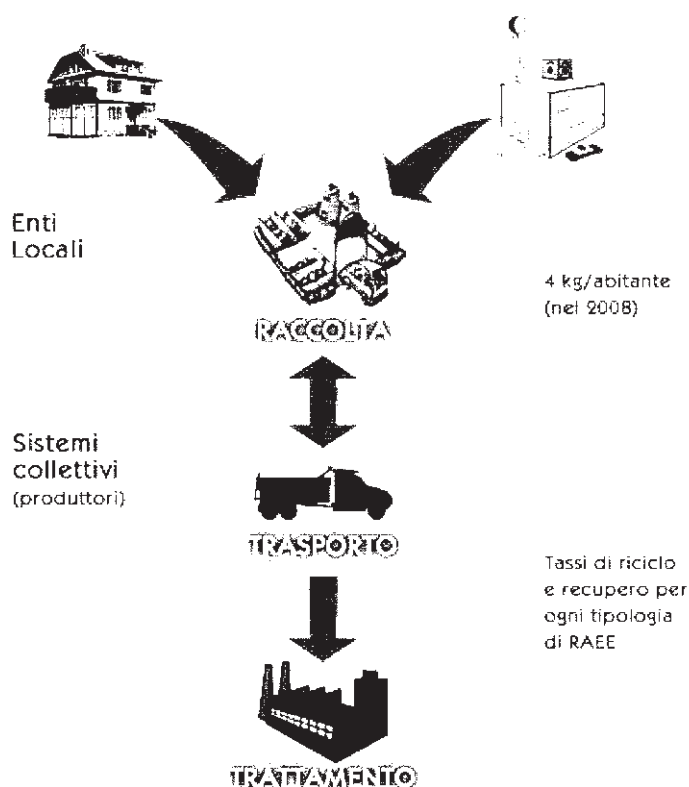 Enti
Locali
4 kg/abitante
(nel 2008)
RACCOLTA
Sistemi
collettivi
(produttori)
TRASPORTO
Tassi di riciclo
e recupero per
ogni tipologia
di RAEE
TRATTAMENTO